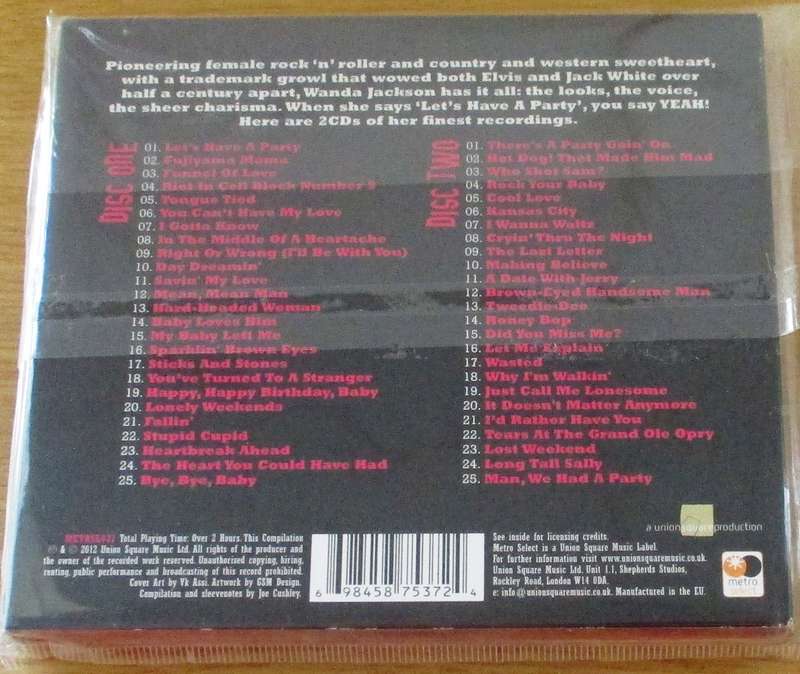 Pioneering female rock ‘n’ roller and country and western sweetheart,
with a trademark growl that wowed both Elvis and Jack White over
half a century apart, Wanda Jackson has it all: the looks, the voice,
the sheer charisma. When she says ‘Let’s Have A Party’, you say YEAH!
Here are 2CDs of her finest recordings.
DISC ONE
01. Let's Have A Party
02. Fujiyama Mama
03. Funnel Of Love
04. Riot In Cell Block Number 9
05. Tongue Tied
06. You Can't Have My Love
07. I Gotta Know
08. In The Middle Of A Heartache
09. Right Or Wrong (I'll Be With You)
10. Day Dreamin'
11. Savin' My Love
12. Mean, Mean Man
13. Hard-Headed Woman
14. Baby Loves Him
15. My Baby Left Me
16. Sparklin' Brown Eyes
17. Sticks And Stones
18. You've Turned To A Stranger
19. Happy, Happy Birthday, Baby
20. Lonely Weekends
21. Fallin'
22. Stupid Cupid
23. Heartbreak Ahead
24. The Heart You Could Have Had
25. Bye, Bye, Baby
DISC TWO
01. There's A Party Goin' On
02. Hot Dog! That Made Him Mad
03. Who Shot Sam?
04. Rock Your Baby
05. Cool Love
06. Kansas City
07. I Wanna Waltz
08. Cryin' Thru The Night
09. The Last Letter
10. Making Believe
11. A Date With Jerry
12. Brown-Eyed Handsome Man
13. Tweedle-Dee
14. Honey Bop
15. Did You Miss Me?
16. Let Me Explain
17. Wasted
18. Why I'm Walkin'
19. Just Call Me Lonesome
20. It Doesn't Matter Anymore
21. I'd Rather Have You
22. Tears At The Grand Ole Opry
23. Lost Weekend
24. Long Tall Sally
25. Man, We Had A Party
a unionsquareproduction
Total Playing Time: Over 2 Hours. This Compilation
℗ & © 2012 Union Square Music Ltd. All rights of the producer and
the owner of the recorded work reserved. Unauthorised copying, hiring,
renting, public performance and broadcasting of this record prohibited.
Cover Art by Vk Assi. Artwork by GSM Design.
Compilation and sleevenotes by Joe Cushley.
6 98458 75372 4
See inside for licensing credits.
Metro Select is a Union Square Music Label.
For further information visit www.unionsquaremusic.co.uk
Union Square Music Ltd. Unit 1.1, Shepherds Studios,
Rockley Road, London W14 0DA.
e: info@unionsquaremusic.co.uk. Manufactured in the EU.
metro
select